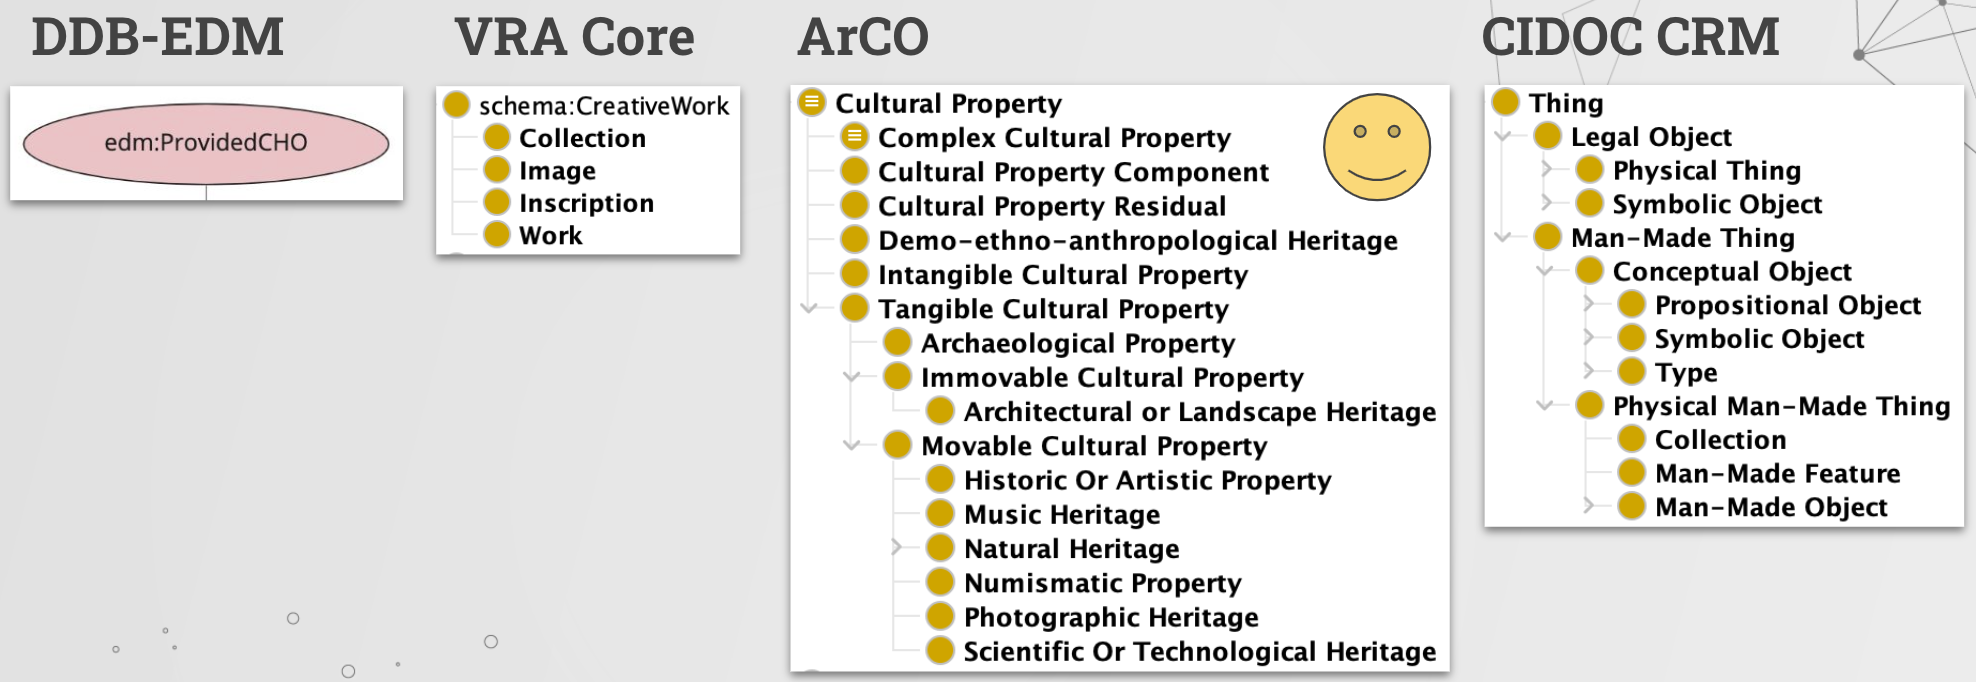 DDB-EDM
edm:ProvidedCHO
VRA Core
schema:CreativeWork
Collection
Image
Inscription
Work
ArCO
Cultural Property
Complex Cultural Property
Cultural Property Component
Cultural Property Residual
Demo-ethno-anthropological Heritage
Intangible Cultural Property
Tangible Cultural Property
Archaeological Property
Immovable Cultural Property
Architectural or Landscape Heritage
Movable Cultural Property
Historic Or Artistic Property
Music Heritage
Natural Heritage
Numismatic Property
Photographic Heritage
Scientific Or Technological Heritage
CIDOC CRM
Thing
Legal Object
Physical Thing
Symbolic Object
Man-Made Thing
Conceptual Object
Propositional Object
Symbolic Object
Type
Physical Man-Made Thing
Collection
Man-Made Feature
Man-Made Object